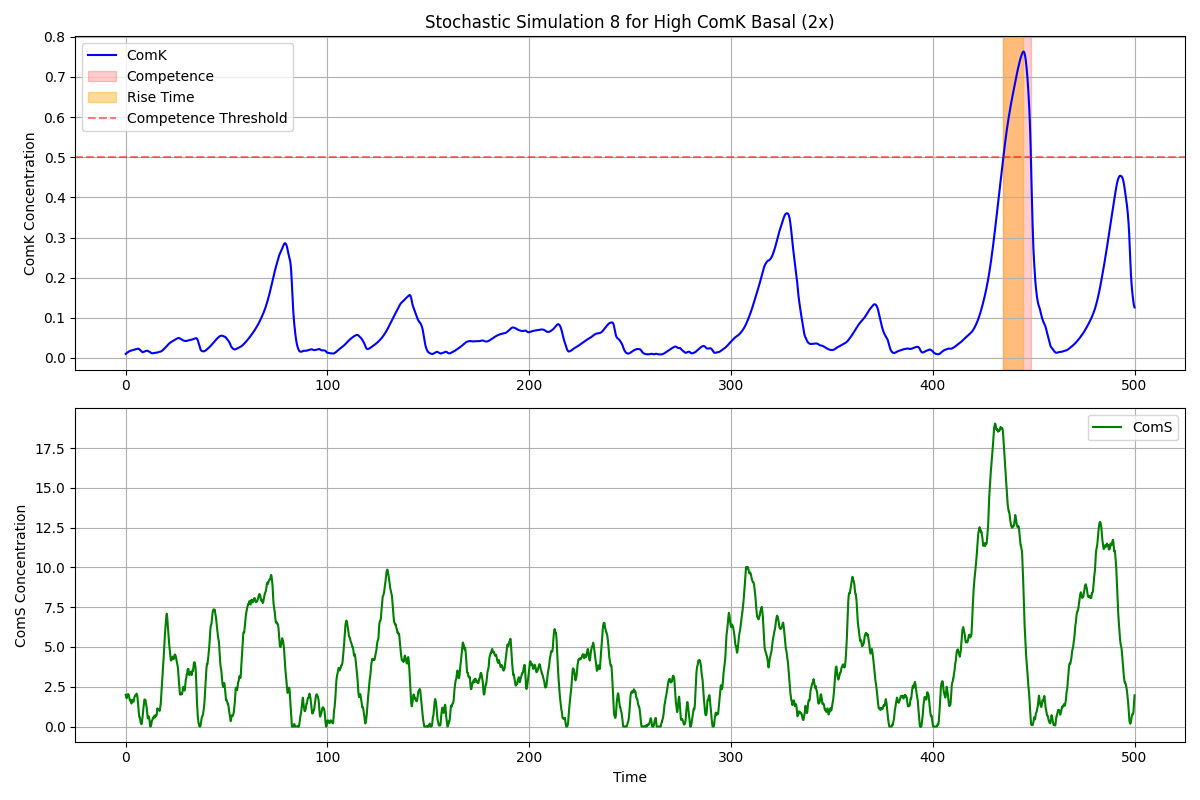 Stochastic Simulation 8 for High ComK Basal (2x)
ComK Concentration
0.8
0.7
0.6
0.5
0.4
0.3
0.2
0.1
0.0
ComK
Competence
Rise Time
Competence Threshold
0 100 200 300 400 500
ComS Concentration
17.5
15.0
12.5
10.0
7.5
5.0
2.5
0.0
ComS
0 100 200 300 400 500
Time